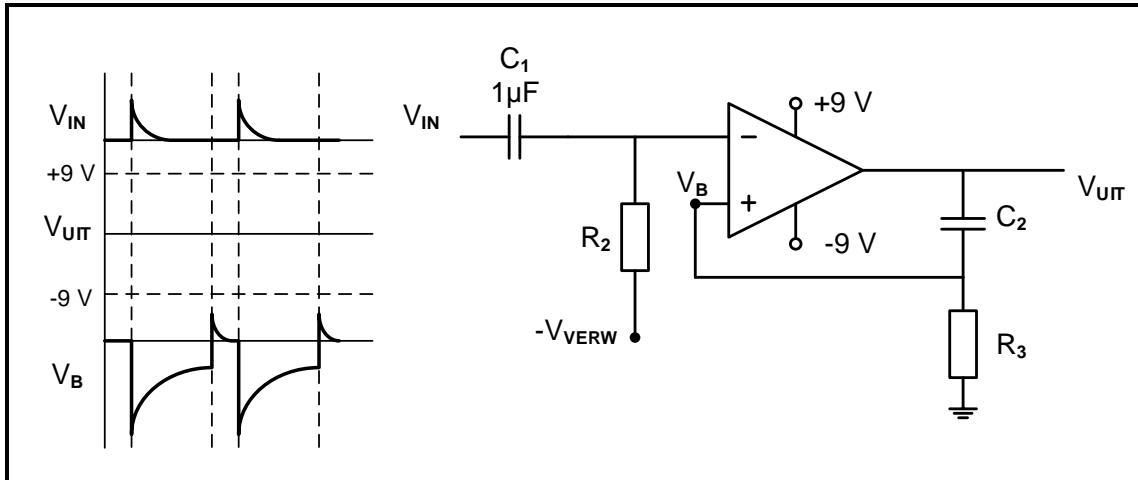 V_IN
+9 V
V_UIT
-9 V
V_B
C_1
1µF
V_IN
+9 V
−
V_B
+
-9 V
V_UIT
R_2
C_2
-V_VERW
R_3